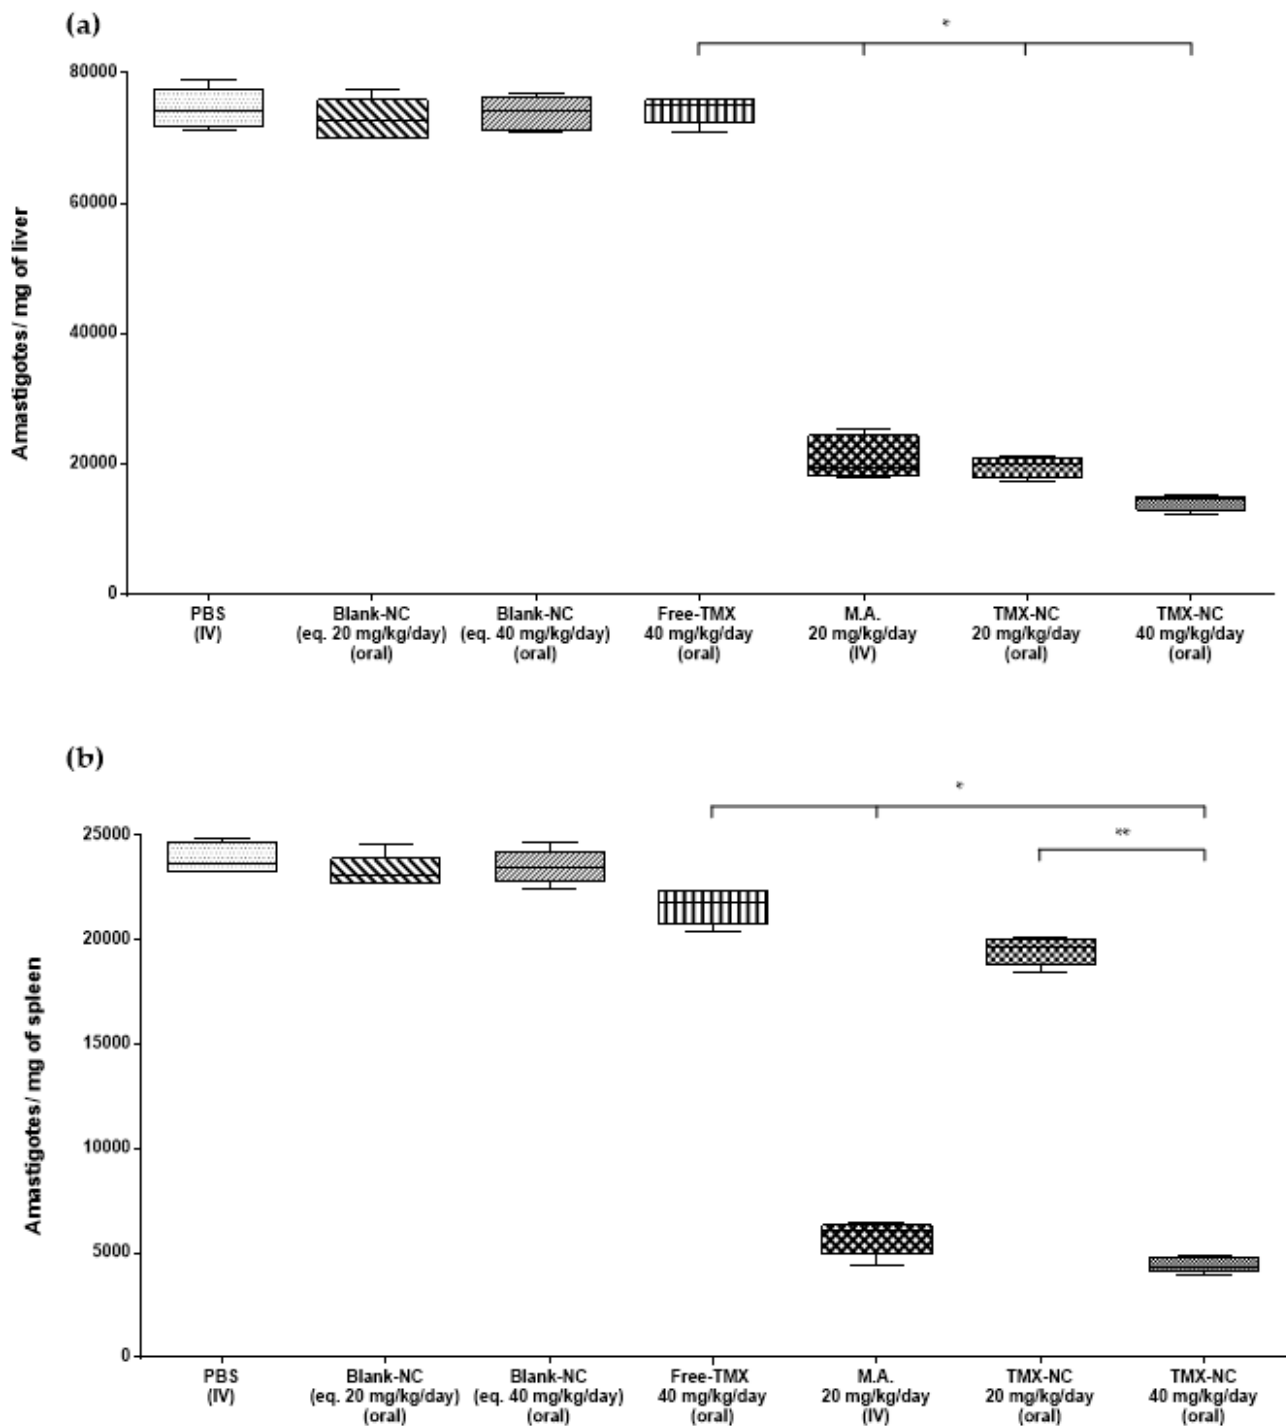 (a)
*
80000
60000
40000
20000
0
Amastigotes/ mg of liver
PBS
(IV)
Blank-NC
(eq. 20 mg/kg/day)
(oral)
Blank-NC
(eq. 40 mg/kg/day)
(oral)
Free-TMX
40 mg/kg/day
(oral)
M.A.
20 mg/kg/day
(IV)
TMX-NC
20 mg/kg/day
(oral)
TMX-NC
40 mg/kg/day
(oral)
(b)
*
**
25000
20000
15000
10000
5000
0
Amastigotes/ mg of spleen
PBS
(IV)
Blank-NC
(eq. 20 mg/kg/day)
(oral)
Blank-NC
(eq. 40 mg/kg/day)
(oral)
Free-TMX
40 mg/kg/day
(oral)
M.A.
20 mg/kg/day
(IV)
TMX-NC
20 mg/kg/day
(oral)
TMX-NC
40 mg/kg/day
(oral)